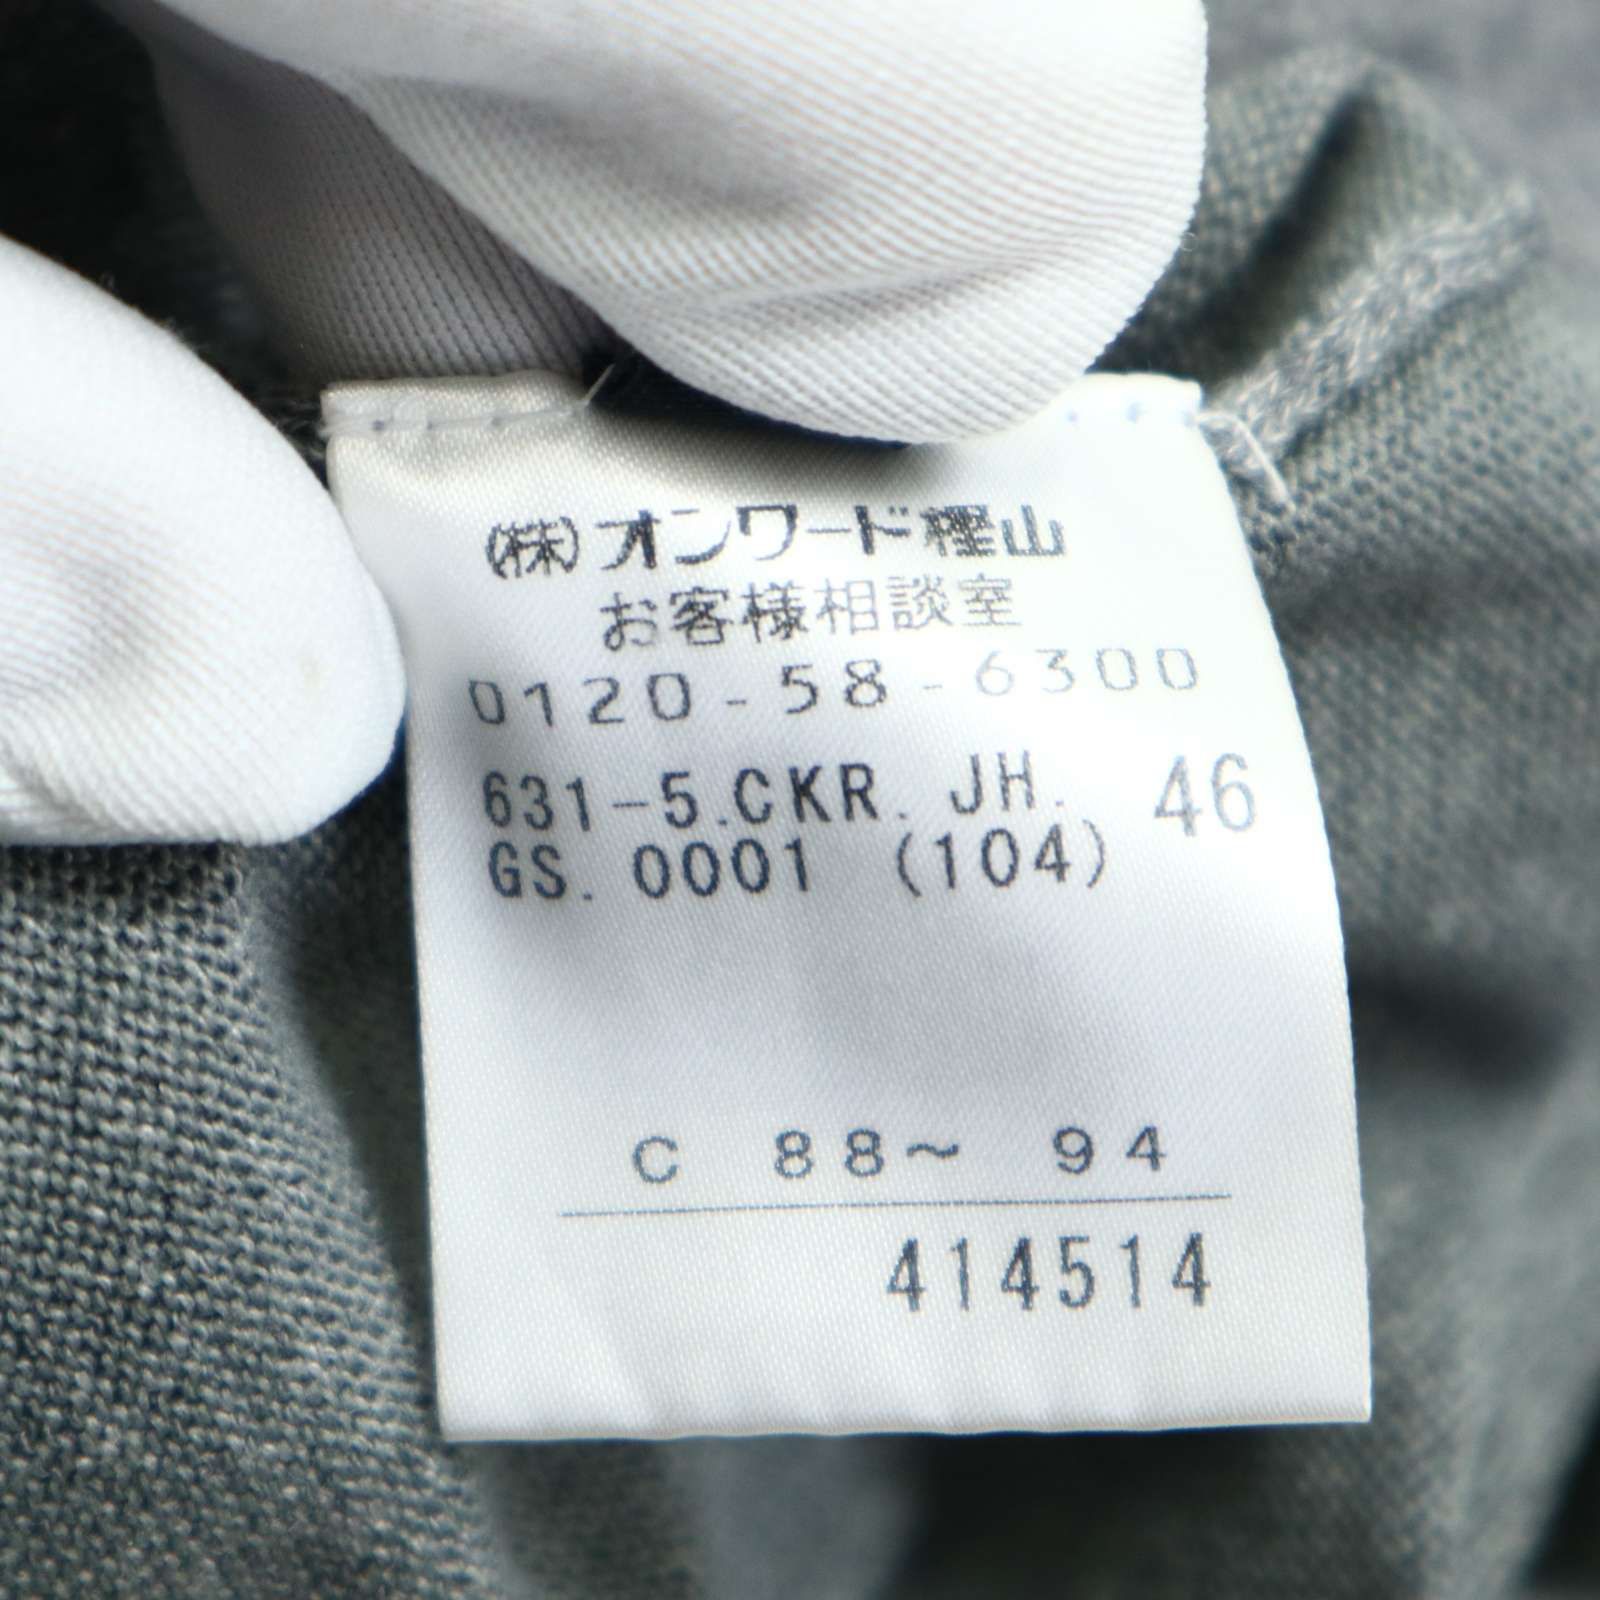 (株)オンワード樫山
お客様相談室
0120-58-6300
631-5.CKR.JH. 46
GS.0001 (104)
C 88～ 94
414514